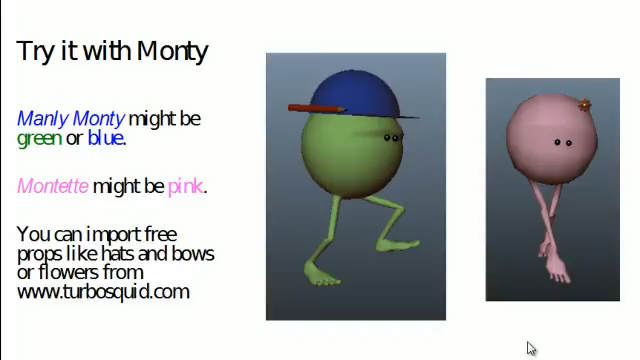 Try it with Monty
Manly Monty might be
green or blue.
Montette might be pink.
You can import free
props like hats and bows
or flowers from
www.turbosquid.com